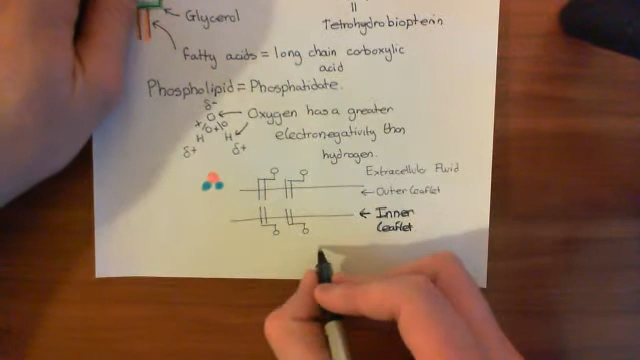 Glycerol
=
Tetrahydrobiopterin
Fatty acids = long chain carboxylic
acid
Phospholipid = Phosphatidate.
δ-
O
Oxygen has a greater
electronegativity than
hydrogen.
H
H
δ+
δ+
Extracellular Fluid
Outer Leaflet
Inner
Leaflet